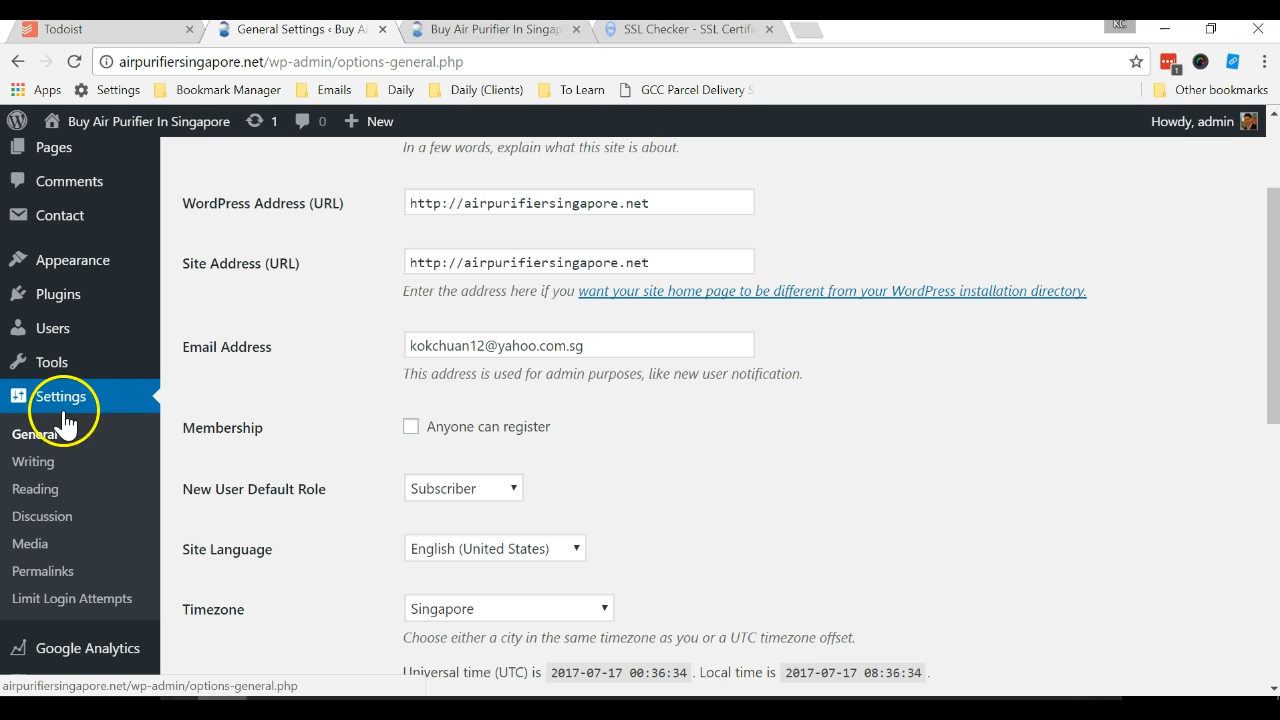 Todoist
General Settings ‹ Buy Ai
Buy Air Purifier In Singap
SSL Checker - SSL Certifi
KC
airpurifiersingapore.net/wp-admin/options-general.php
1
Apps
Settings
Bookmark Manager
Emails
Daily
Daily (Clients)
To Learn
GCC Parcel Delivery S
Other bookmarks
Buy Air Purifier In Singapore
1
0
New
Howdy, admin
Pages
Comments
Contact
Appearance
Plugins
Users
Tools
Settings
General
Writing
Reading
Discussion
Media
Permalinks
Limit Login Attempts
Google Analytics
In a few words, explain what this site is about.
WordPress Address (URL)
http://airpurifiersingapore.net
Site Address (URL)
http://airpurifiersingapore.net
Enter the address here if you want your site home page to be different from your WordPress installation directory.
Email Address
kokchuan12@yahoo.com.sg
This address is used for admin purposes, like new user notification.
Membership
Anyone can register
New User Default Role
Subscriber
Site Language
English (United States)
Timezone
Singapore
Choose either a city in the same timezone as you or a UTC timezone offset.
Universal time (UTC) is 2017-07-17 00:36:34 . Local time is 2017-07-17 08:36:34 .
airpurifiersingapore.net/wp-admin/options-general.php